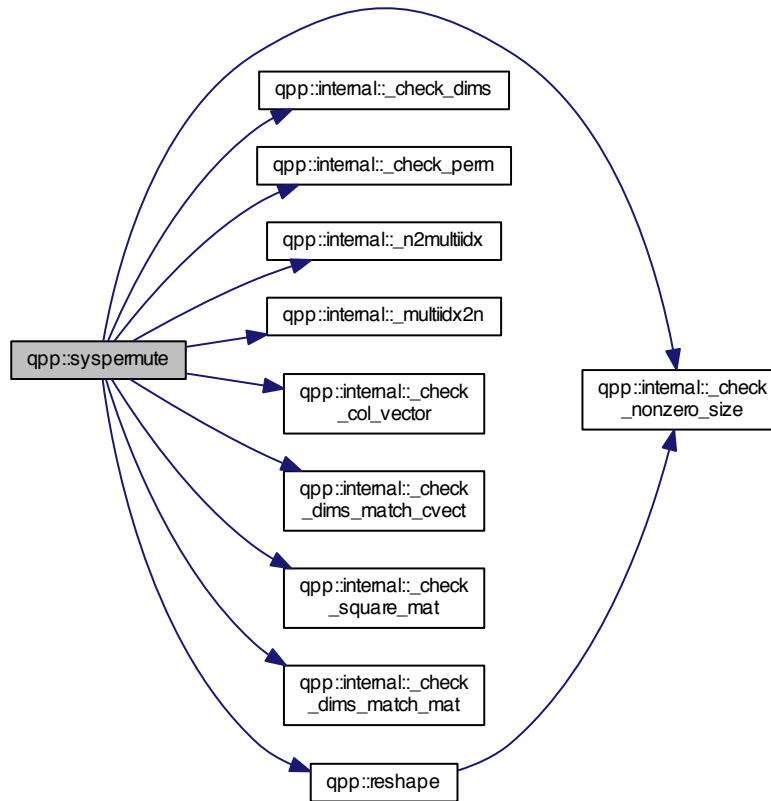 qpp::internal::_check_dims
qpp::internal::_check_perm
qpp::internal::_n2multiidx
qpp::internal::_multiidx2n
qpp::syspermute
qpp::internal::_check
_col_vector
qpp::internal::_check
_nonzero_size
qpp::internal::_check
_dims_match_cvect
qpp::internal::_check
_square_mat
qpp::internal::_check
_dims_match_mat
qpp::reshape